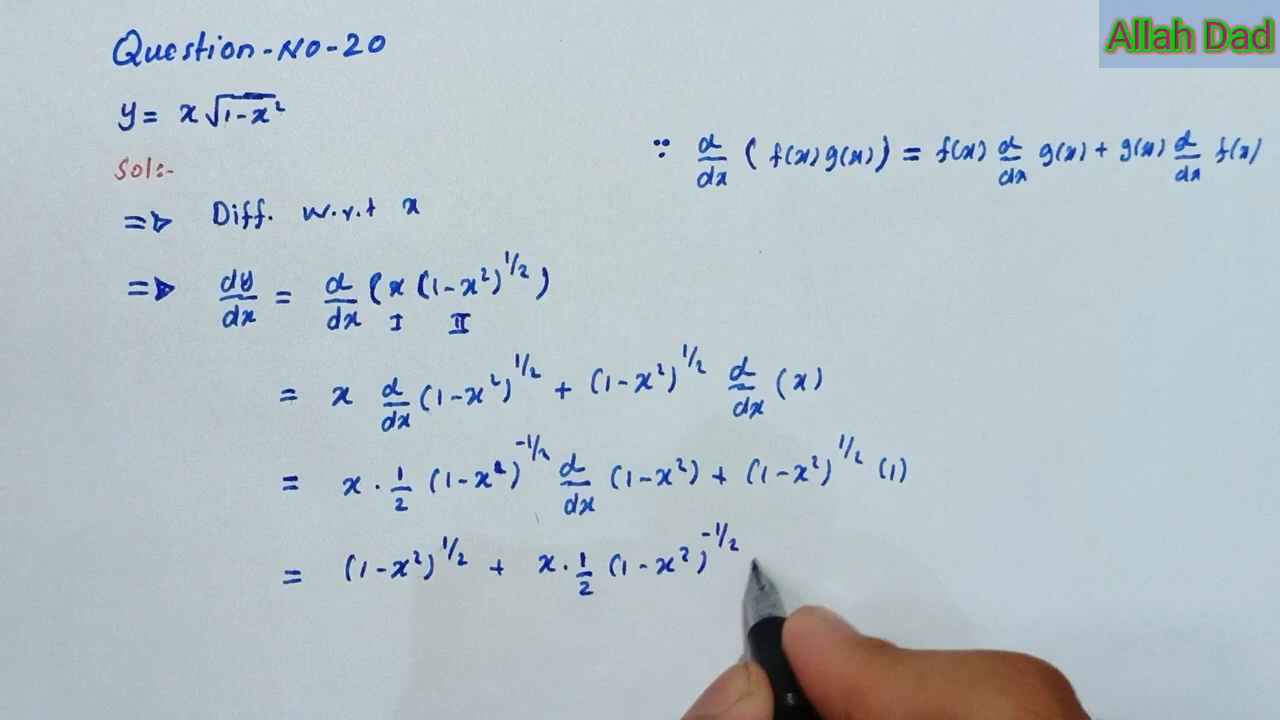 Allah Dad
Question-No-20
y = x√1-x²
Sol:-
∵ d/dx (f(x)g(x)) = f(x) d/dx g(x) + g(x) d/dx f(x)
⇒ Diff. w.r.t x
⇒ dy/dx = d/dx (x (1-x²)^1/2)
I II
= x d/dx (1-x²)^1/2 + (1-x²)^1/2 d/dx (x)
= x · 1/2 (1-x²)^-1/2 d/dx (1-x²) + (1-x²)^1/2 (1)
= (1-x²)^1/2 + x · 1/2 (1-x²)^-1/2